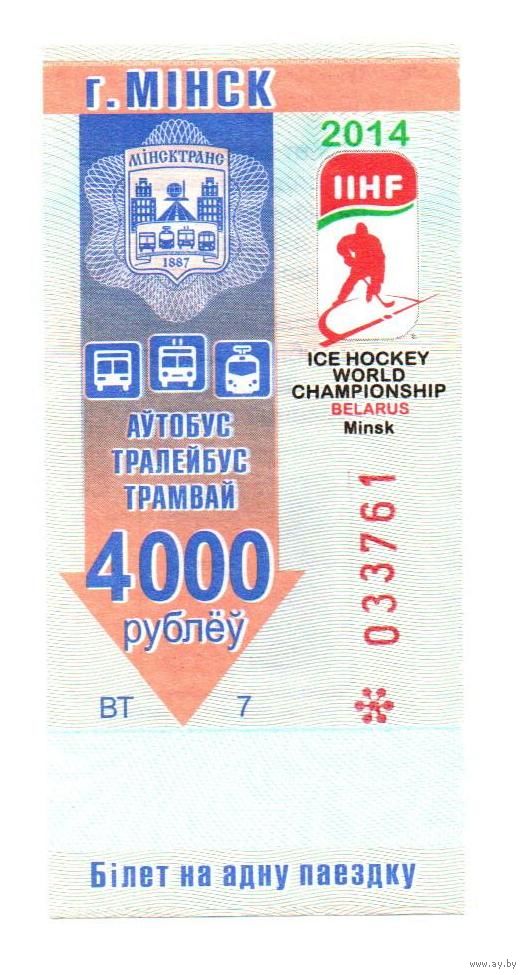 г. МІНСК
МІНСКТРАНС
1887
2014
IIHF
ICE HOCKEY
WORLD
CHAMPIONSHIP
BELARUS
Minsk
АЎТОБУС
ТРАЛЕЙБУС
ТРАМВАЙ
4000
рублёў
ВТ 7
033761
Білет на адну паездку
www.ay.by